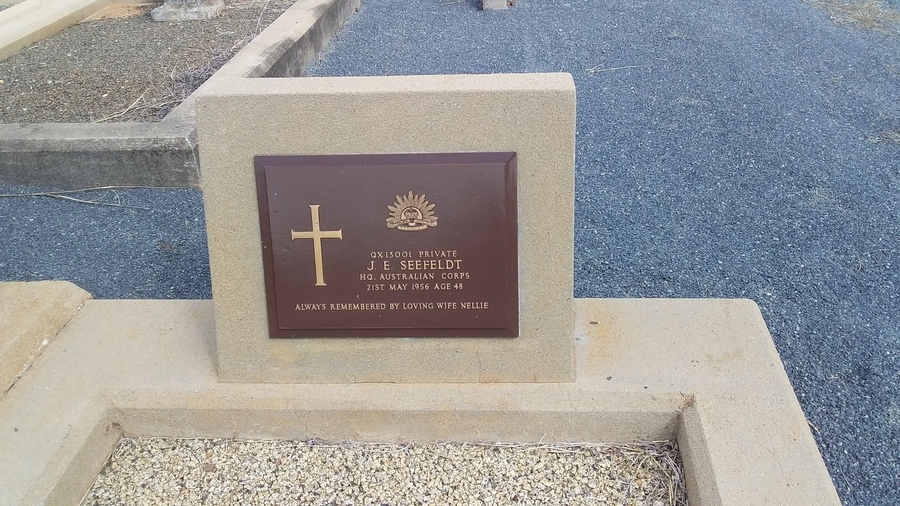 QX15001 PRIVATE
J. E. SEEFELDT
HQ. AUSTRALIAN CORPS
21ST MAY 1956 AGE 48
ALWAYS REMEMBERED BY LOVING WIFE NELLIE